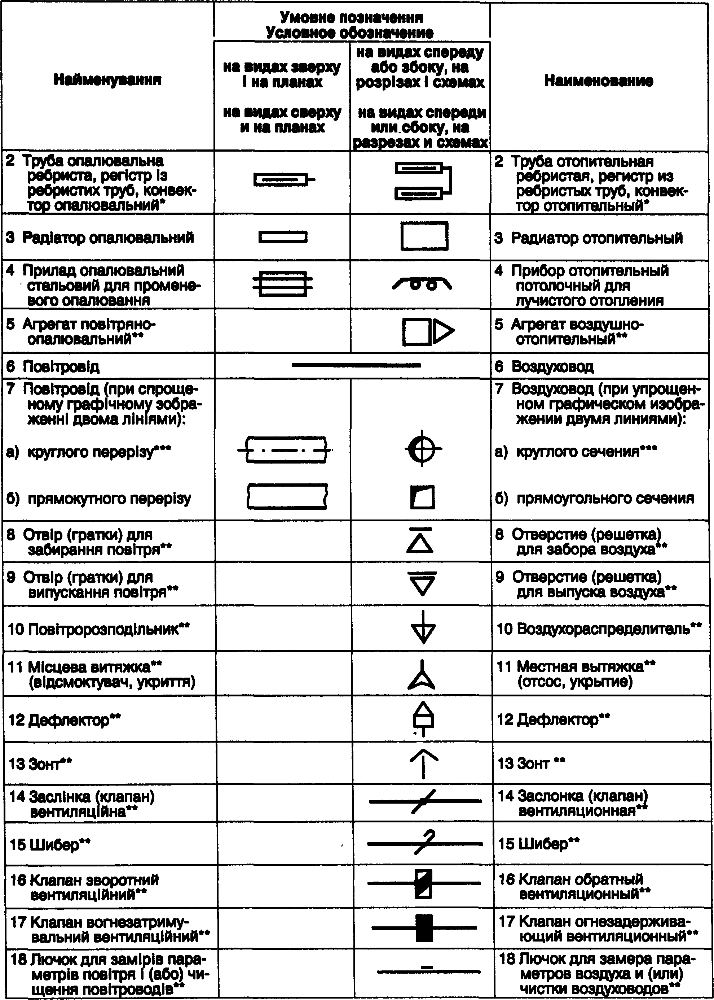 Найменування
Умовне позначення
Условное обозначение
на видах зверху
і на планах
на видах сверху
и на планах
на видах спереду
або збоку, на
розрізах і схемах
на видах спереди
или сбоку, на
разрезах и схемах
Наименование
2 Труба опалювальна
ребриста, регістр із
ребристих труб, конвек-
тор опалювальний*
2 Труба отопительная
ребристая, регистр из
ребристых труб, конвек-
тор отопительный*
3 Радіатор опалювальний
3 Радиатор отопительный
4 Прилад опалювальний
стельовий для промене-
вого опалювання
4 Прибор отопительный
потолочный для
лучистого отопления
5 Агрегат повітряно-
опалювальний**
5 Агрегат воздушно-
отопительный**
6 Повітровід
6 Воздуховод
7 Повітровід (при спроще-
ному графічному зобра-
женні двома лініями):
7 Воздуховод (при упрощен-
ном графическом изобра-
жении двумя линиями):
а) круглого перерізу***
а) круглого сечения***
б) прямокутного перерізу
б) прямоугольного сечения
8 Отвір (гратки) для
забирання повітря**
8 Отверстие (решетка)
для забора воздуха**
9 Отвір (гратки) для
випускання повітря**
9 Отверстие (решетка)
для выпуска воздуха**
10 Повітророзподільник**
10 Воздухораспределитель**
11 Місцева витяжка**
(відсмоктувач, укриття)
11 Местная вытяжка**
(отсос, укрытие)
12 Дефлектор**
12 Дефлектор**
13 Зонт**
13 Зонт **
14 Заслінка (клапан)
вентиляційна**
14 Заслонка (клапан)
вентиляционная**
15 Шибер**
15 Шибер**
16 Клапан зворотний
вентиляційний**
16 Клапан обратный
вентиляционный**
17 Клапан вогнезатриму-
вальний вентиляційний**
17 Клапан огнезадержива-
ющий вентиляционный**
18 Лючок для замірів пара-
метрів повітря і (або) чи-
щення повітроводів**
18 Лючок для замера пара-
метров воздуха и (или)
чистки воздуховодов**